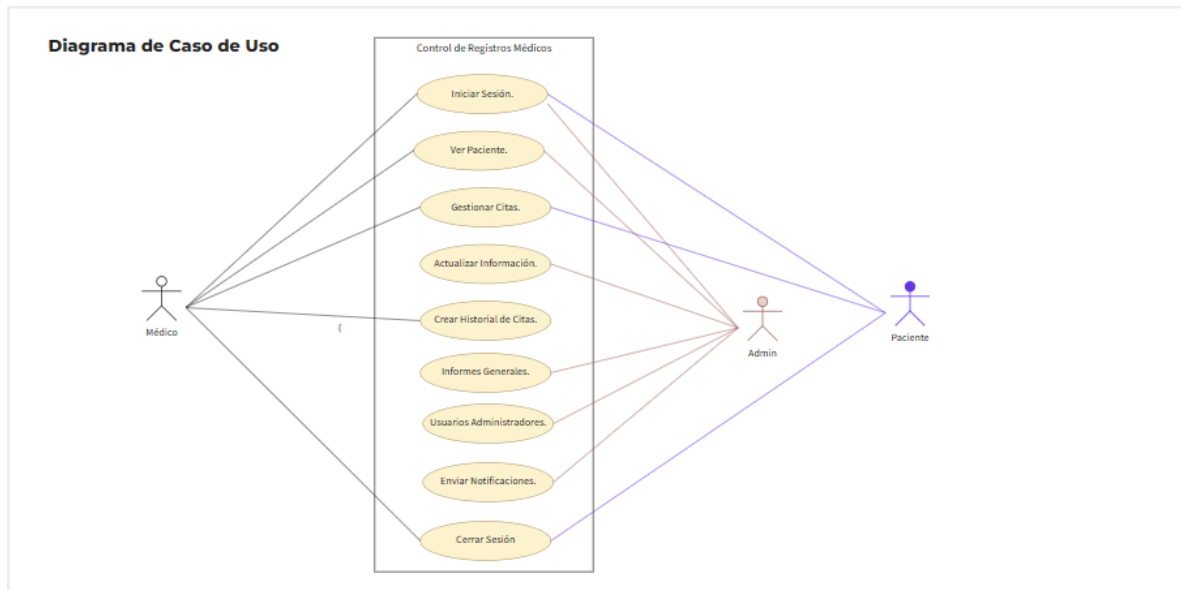 Diagrama de Caso de Uso
Control de Registros Médicos
Iniciar Sesión.
Ver Paciente.
Gestionar Citas.
Actualizar Información.
Crear Historial de Citas.
Informes Generales.
Usuarios Administradores.
Enviar Notificaciones.
Cerrar Sesión
Médico
(
Admin
Paciente